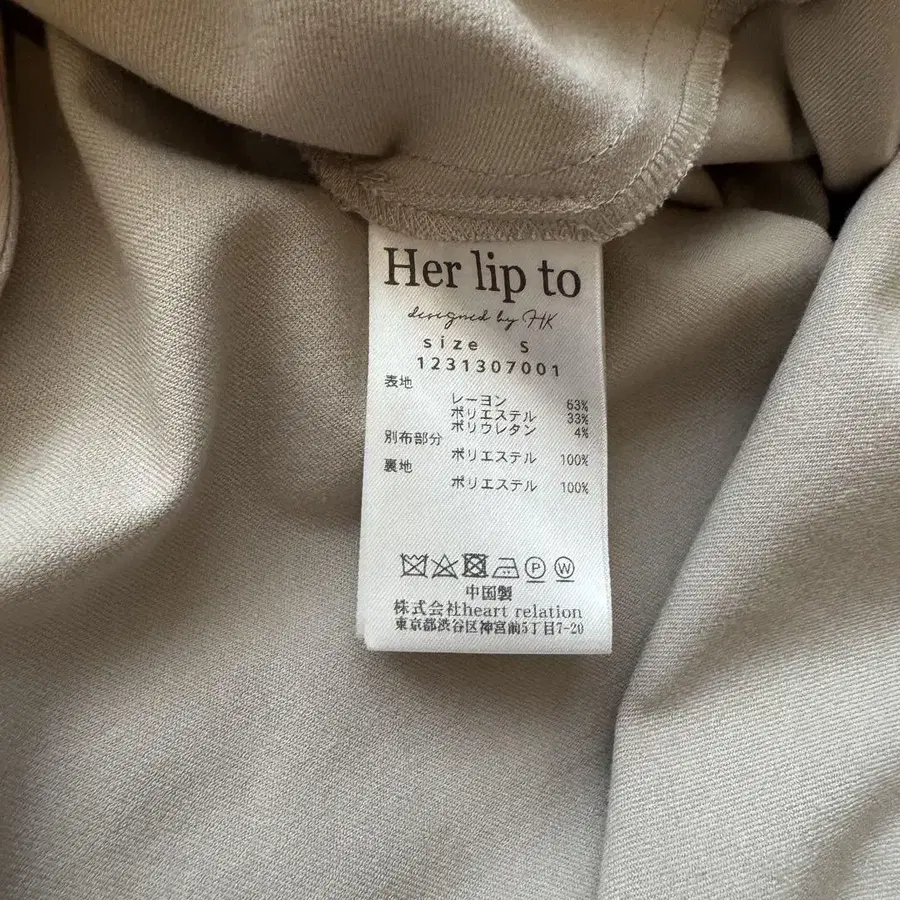 Her lip to
designed by HK
size S
1231307001
表地
レーヨン 63%
ポリエステル 33%
ポリウレタン 4%
別布部分
ポリエステル 100%
裏地
ポリエステル 100%
P W
中国製
株式会社heart relation
東京都渋谷区神宮前5丁目7-20